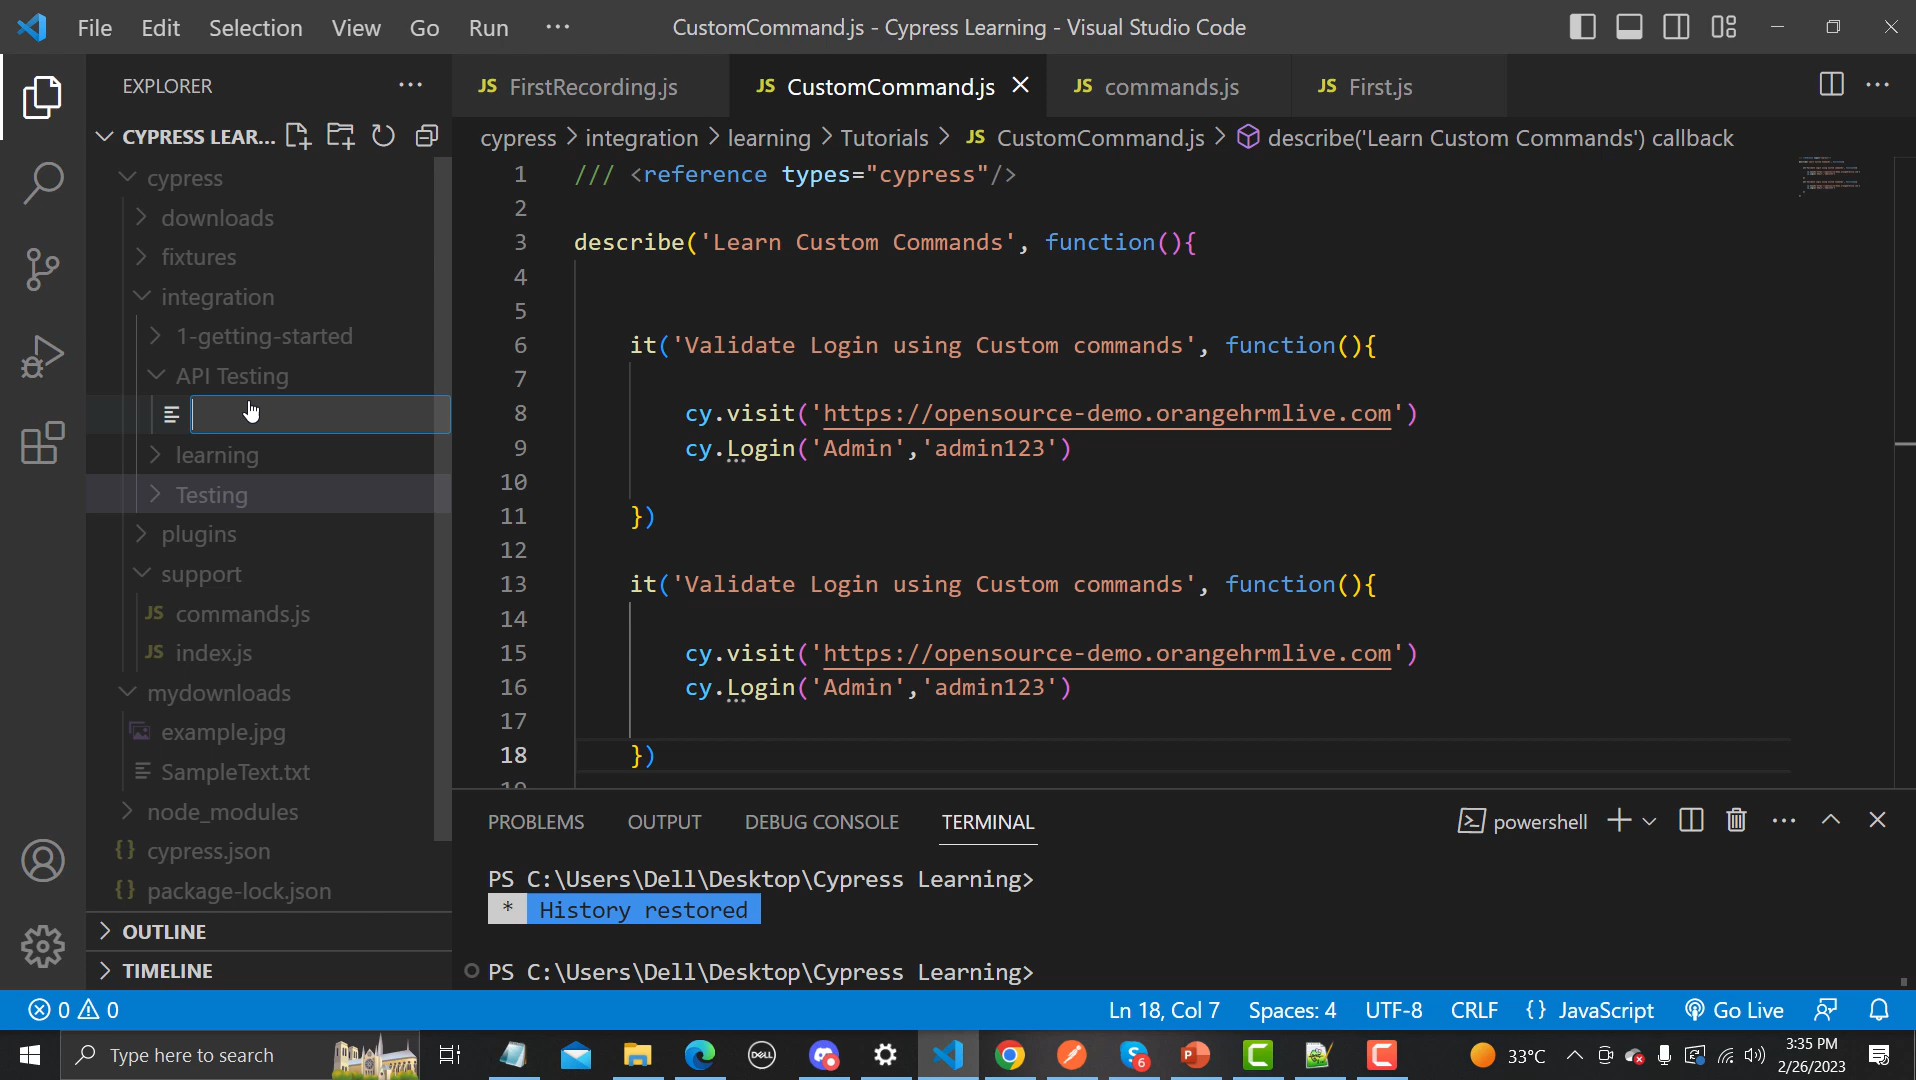 File Edit Selection View Go Run ··· CustomCommand.js - Cypress Learning - Visual Studio Code
EXPLORER ···
CYPRESS LEAR...
cypress
downloads
fixtures
integration
1-getting-started
API Testing
learning
Testing
plugins
support
JS commands.js
JS index.js
mydownloads
example.jpg
SampleText.txt
node_modules
{} cypress.json
{} package-lock.json
OUTLINE
TIMELINE
JS FirstRecording.js JS CustomCommand.js JS commands.js JS First.js
cypress > integration > learning > Tutorials > JS CustomCommand.js > describe('Learn Custom Commands') callback
1 /// <reference types="cypress"/>
2
3 describe('Learn Custom Commands', function(){
4
5
6 it('Validate Login using Custom commands', function(){
7
8 cy.visit('https://opensource-demo.orangehrmlive.com')
9 cy.Login('Admin','admin123')
10
11 })
12
13 it('Validate Login using Custom commands', function(){
14
15 cy.visit('https://opensource-demo.orangehrmlive.com')
16 cy.Login('Admin','admin123')
17
18 })
PROBLEMS OUTPUT DEBUG CONSOLE TERMINAL powershell
PS C:\Users\Dell\Desktop\Cypress Learning>
* History restored
PS C:\Users\Dell\Desktop\Cypress Learning>
0 0 Ln 18, Col 7 Spaces: 4 UTF-8 CRLF {} JavaScript Go Live
Type here to search DELL 6 33°C 3:35 PM
2/26/2023